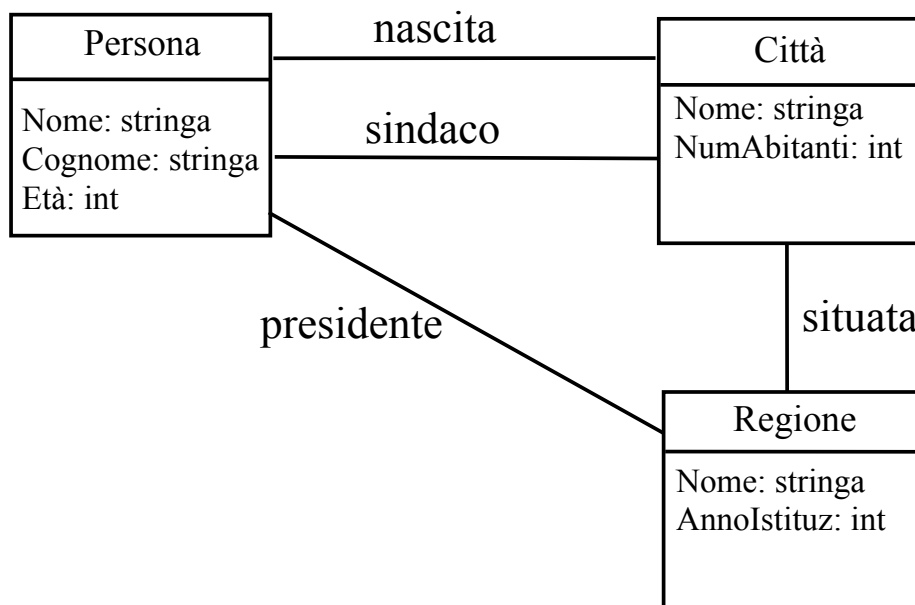 Persona
Nome: stringa
Cognome: stringa
Età: int
nascita
sindaco
Città
Nome: stringa
NumAbitanti: int
presidente
situata
Regione
Nome: stringa
AnnoIstituz: int